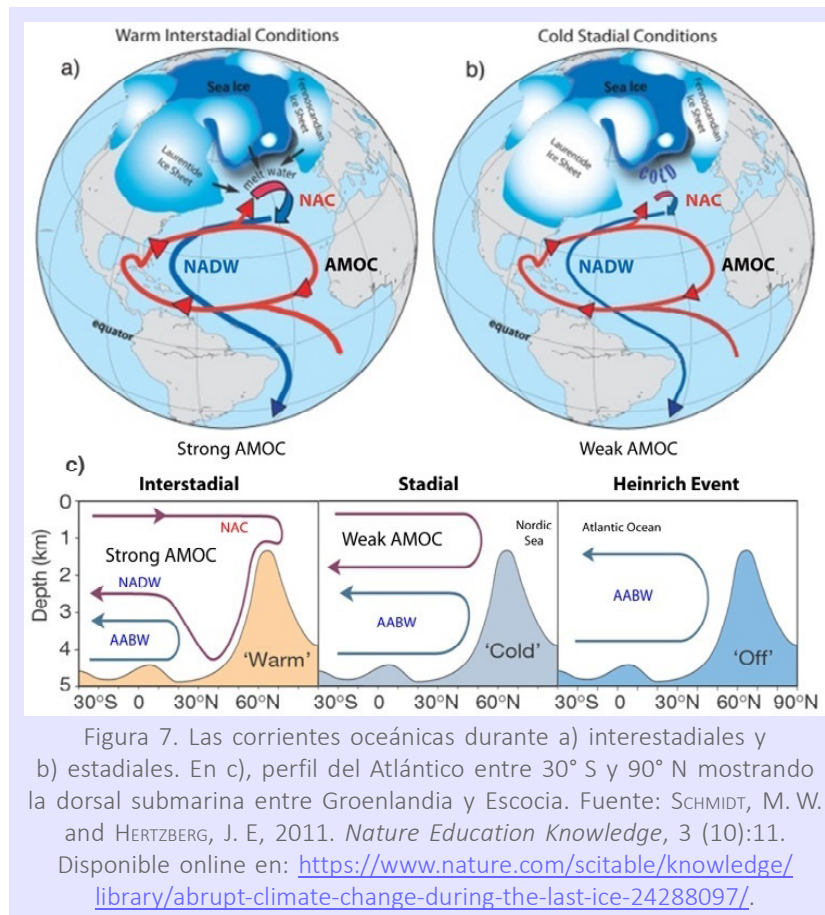 Warm Interstadial Conditions
Cold Stadial Conditions
a)
b)
Sea Ice
Fennoscandian
Ice Sheet
Laurentide
Ice Sheet
melt water
NAC
NADW
AMOC
equator
Strong AMOC
Sea Ice
Fennoscandian
Ice Sheet
Laurentide
Ice Sheet
COLD
NAC
NADW
AMOC
equator
Weak AMOC
c)
Interstadial
Stadial
Heinrich Event
Depth (km)
0
1
2
3
4
5
NAC
Strong AMOC
NADW
AABW
'Warm'
Weak AMOC
Nordic
Sea
AABW
'Cold'
Atlantic Ocean
AABW
'Off'
30°S 0 30°N 60°N
30°S 0 30°N 60°N
30°S 0 30°N 60°N 90°N
Figura 7. Las corrientes oceánicas durante a) interestadiales y
b) estadiales. En c), perfil del Atlántico entre 30° S y 90° N mostrando
la dorsal submarina entre Groenlandia y Escocia. Fuente: SCHMIDT, M. W.
and HERTZBERG, J. E, 2011. Nature Education Knowledge, 3 (10):11.
Disponible online en: https://www.nature.com/scitable/knowledge/
library/abrupt-climate-change-during-the-last-ice-24288097/.